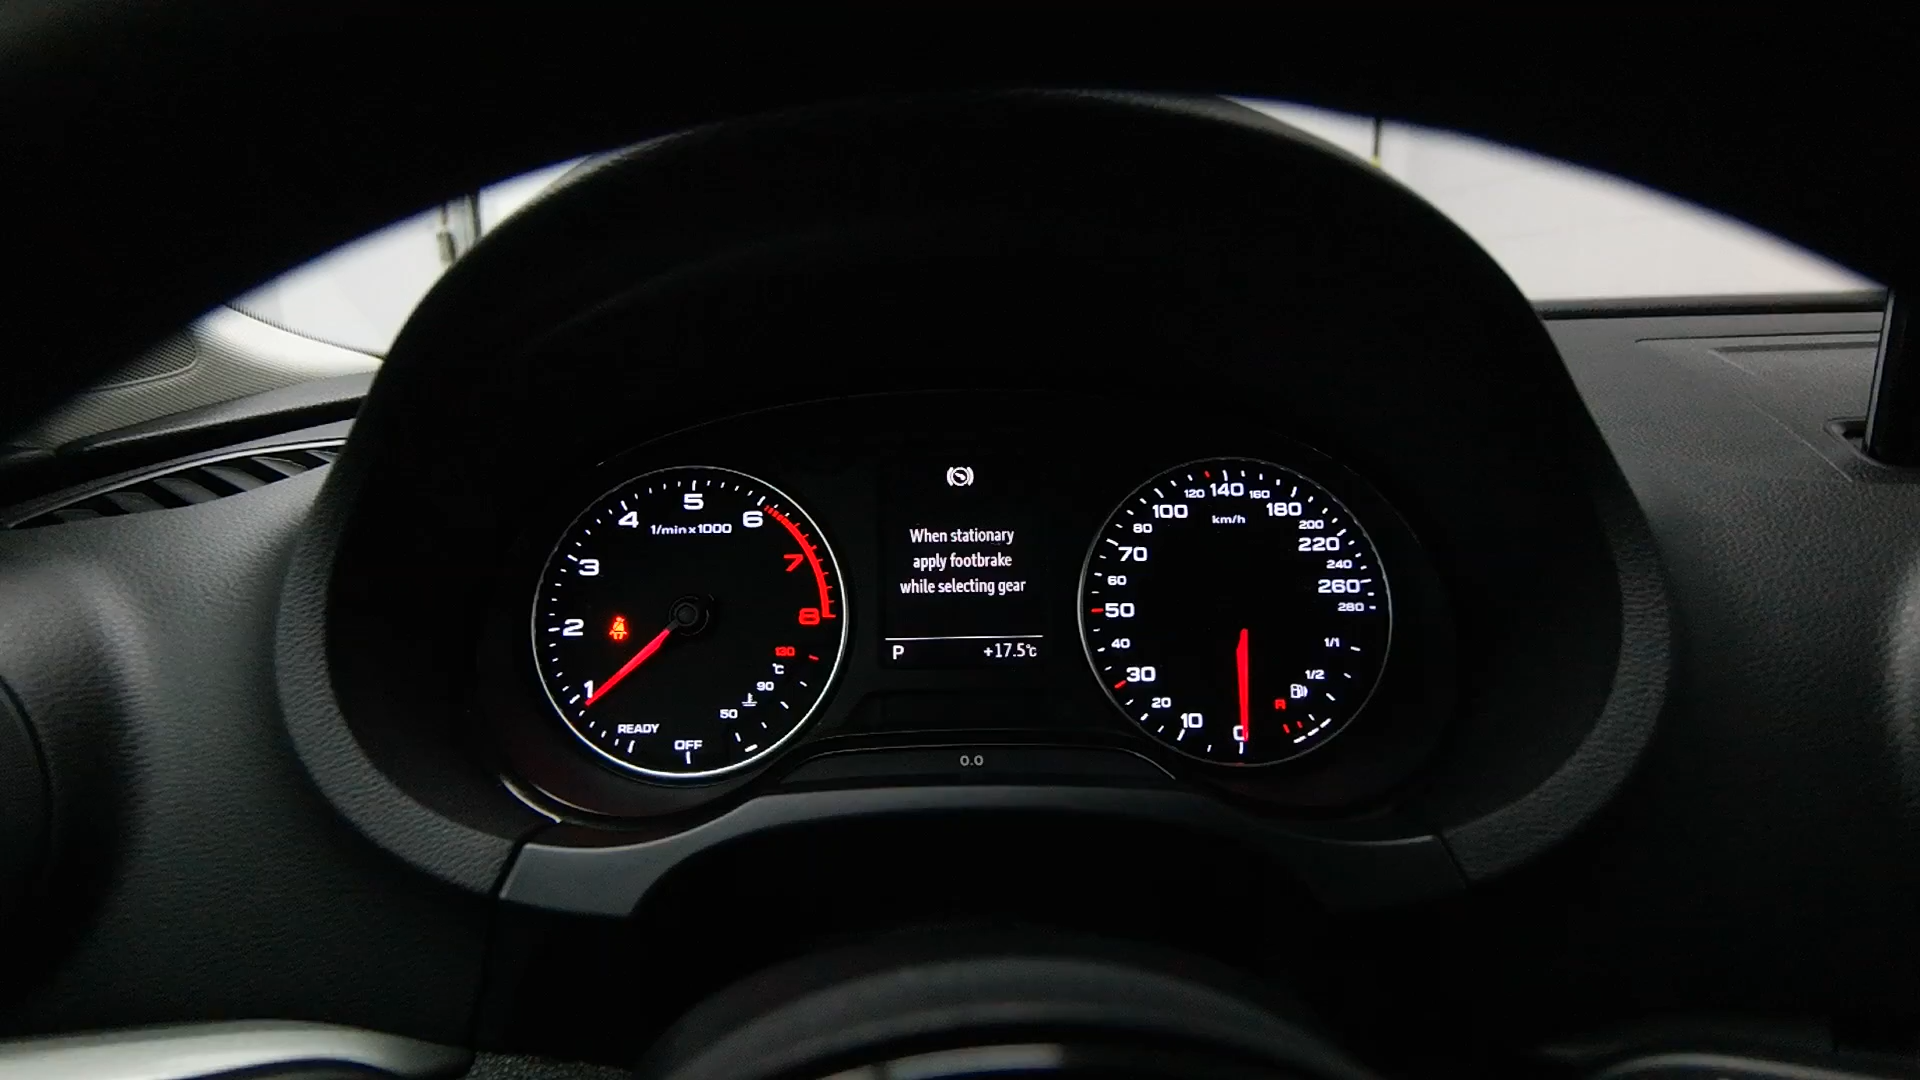 5
4
6
1/min x 1000
3
7
2
8
1
130
°C
90
50
READY
OFF
When stationary
apply footbrake
while selecting gear
P +17.5°C
0.0
120 140 160
100 180
80 km/h 200
70 220
60 240
50 260
280
40 1/1
30 1/2
20 R
10
0